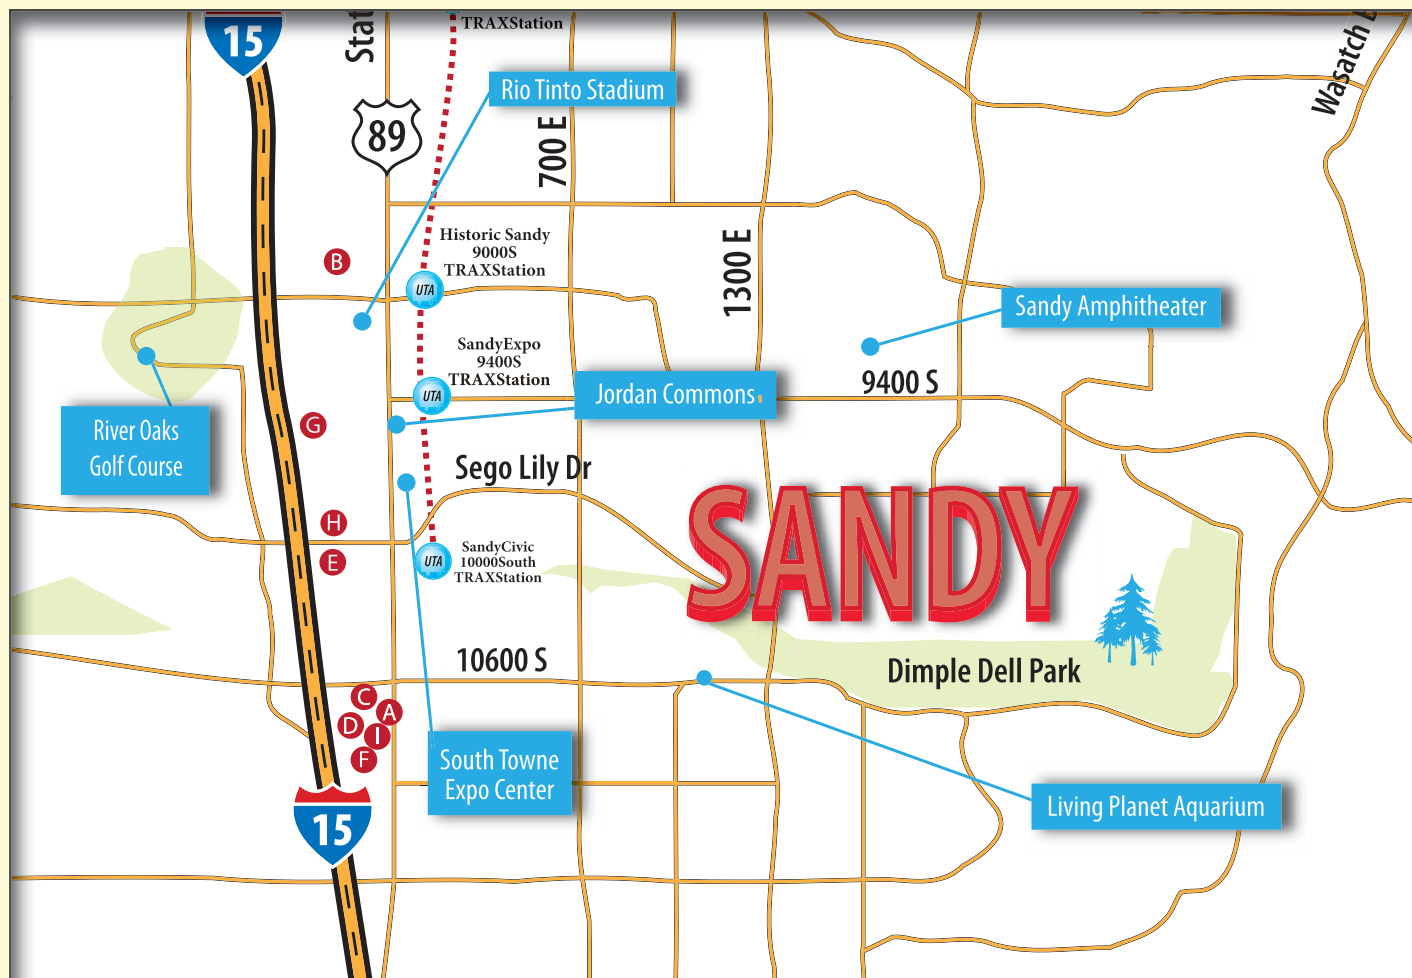 15
Stat
TRAXStation
Rio Tinto Stadium
Wasatch B
89
700 E
Historic Sandy
9000S
TRAXStation
B
1300 E
UTA
Sandy Amphitheater
SandyExpo
9400S
TRAXStation
UTA
Jordan Commons
9400 S
River Oaks
Golf Course
G
Sego Lily Dr
SANDY
H
E
UTA
SandyCivic
10000South
TRAXStation
10600 S
Dimple Dell Park
C
A
D
I
F
South Towne
Expo Center
Living Planet Aquarium
15